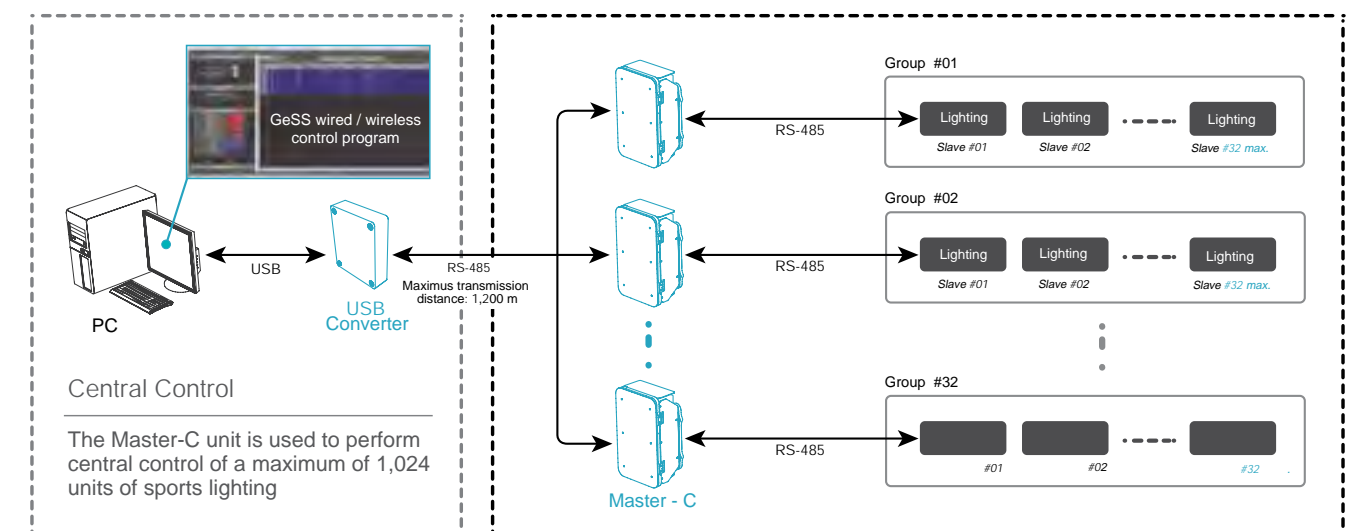 GeSS wired / wireless
control program
PC
USB
USB
Converter
RS-485
Maximus transmission
distance: 1,200 m
Central Control
The Master-C unit is used to perform
central control of a maximum of 1,024
units of sports lighting
Master - C
RS-485
Group #01
Lighting Lighting Lighting
Slave #01 Slave #02 Slave #32 max.
RS-485
Group #02
Lighting Lighting Lighting
Slave #01 Slave #02 Slave #32 max.
RS-485
Group #32
#01 #02 #32 .